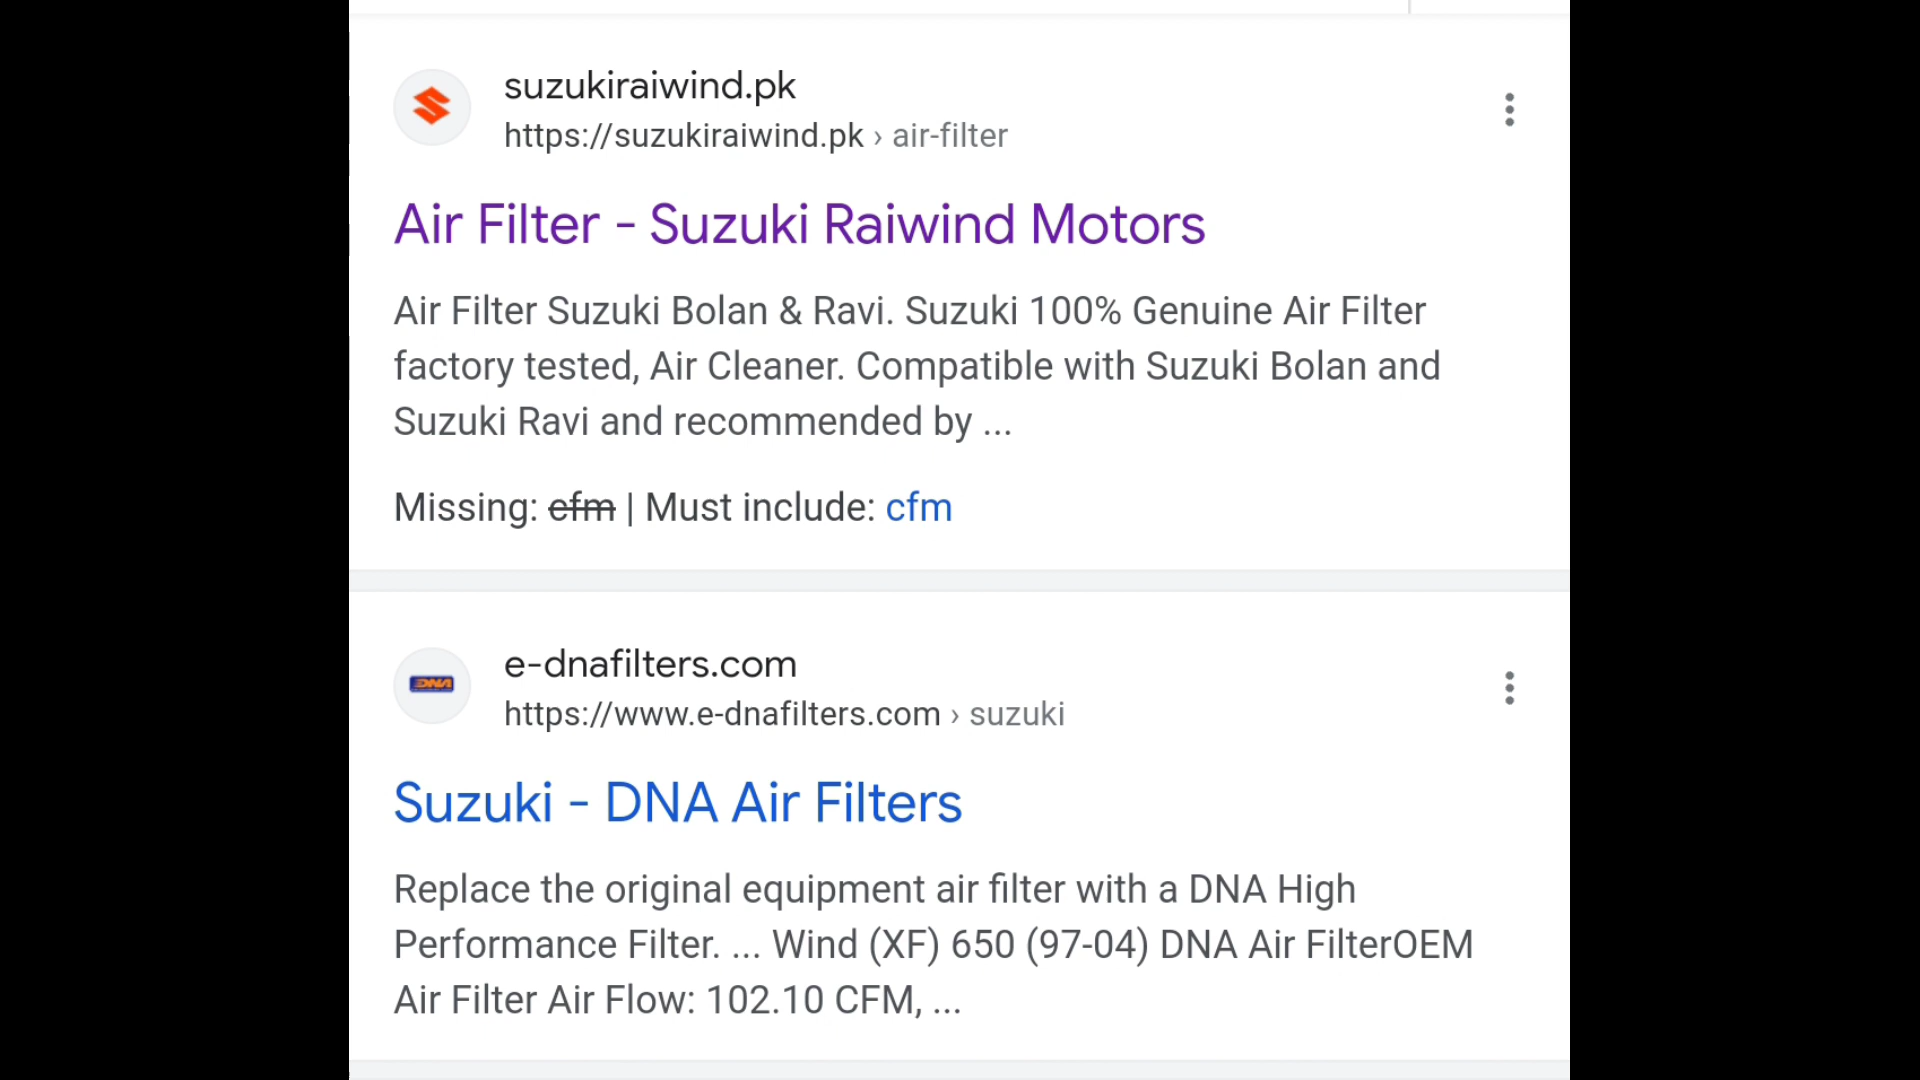 suzukiraiwind.pk
https://suzukiraiwind.pk › air-filter
Air Filter - Suzuki Raiwind Motors
Air Filter Suzuki Bolan & Ravi. Suzuki 100% Genuine Air Filter
factory tested, Air Cleaner. Compatible with Suzuki Bolan and
Suzuki Ravi and recommended by ...
Missing: cfm | Must include: cfm
DNA
e-dnafilters.com
https://www.e-dnafilters.com › suzuki
Suzuki - DNA Air Filters
Replace the original equipment air filter with a DNA High
Performance Filter. ... Wind (XF) 650 (97-04) DNA Air FilterOEM
Air Filter Air Flow: 102.10 CFM, ...